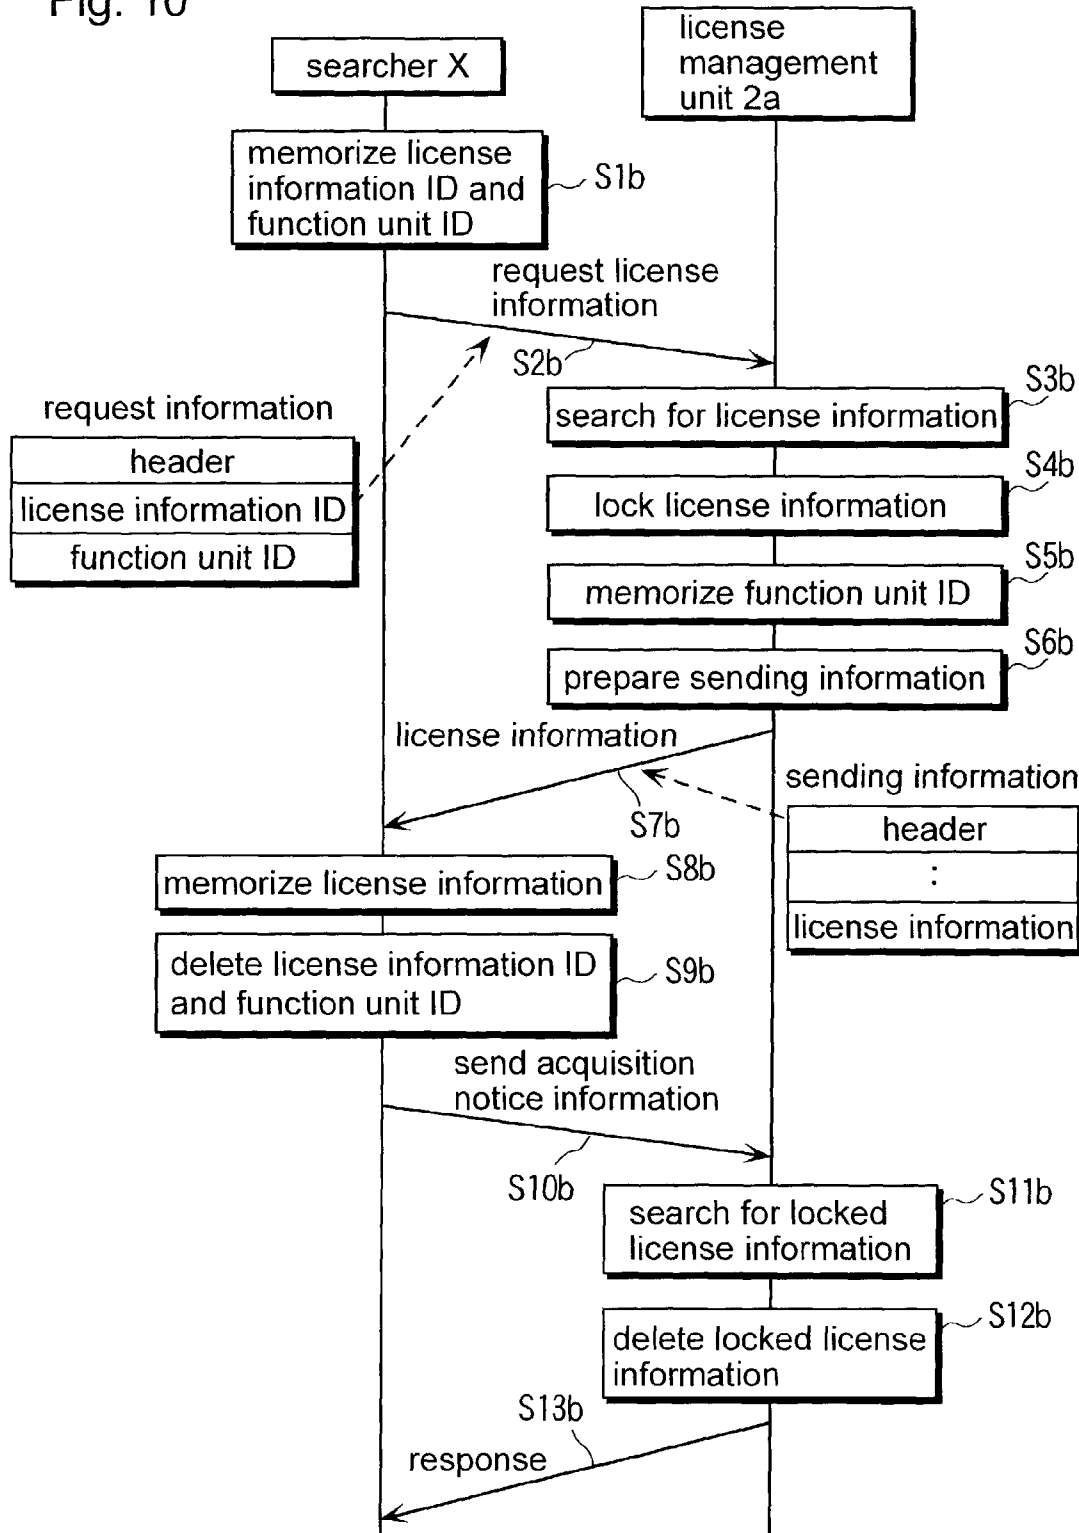 Fig. 10
searcher X
license
management
unit 2a
memorize license
information ID and
function unit ID
S1b
request license
information
S2b
request information
header
license information ID
function unit ID
S3b
search for license information
S4b
lock license information
S5b
memorize function unit ID
S6b
prepare sending information
license information
S7b
sending information
header
:
license information
memorize license information
S8b
delete license information ID
and function unit ID
S9b
send acquisition
notice information
S10b
search for locked
license information
S11b
delete locked license
information
S12b
S13b
response